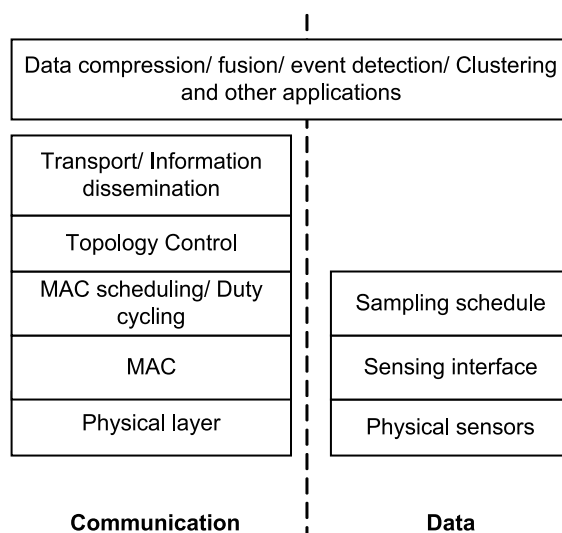 Data compression/ fusion/ event detection/ Clustering
and other applications
Transport/ Information
dissemination
Topology Control
MAC scheduling/ Duty
cycling
MAC
Physical layer
Sampling schedule
Sensing interface
Physical sensors
Communication
Data